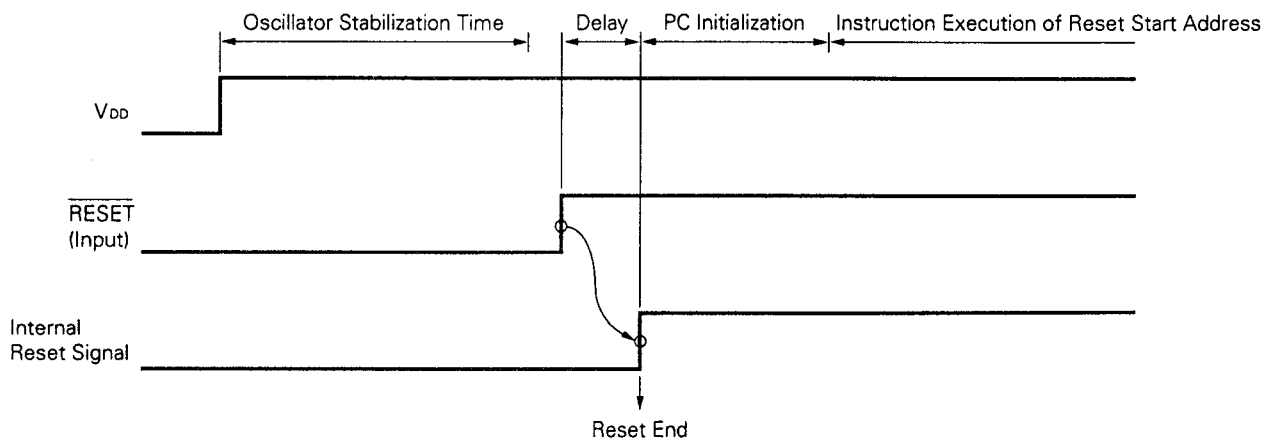 Oscillator Stabilization Time Delay PC Initialization Instruction Execution of Reset Start Address
VDD
RESET
(Input)
Internal
Reset Signal
Reset End